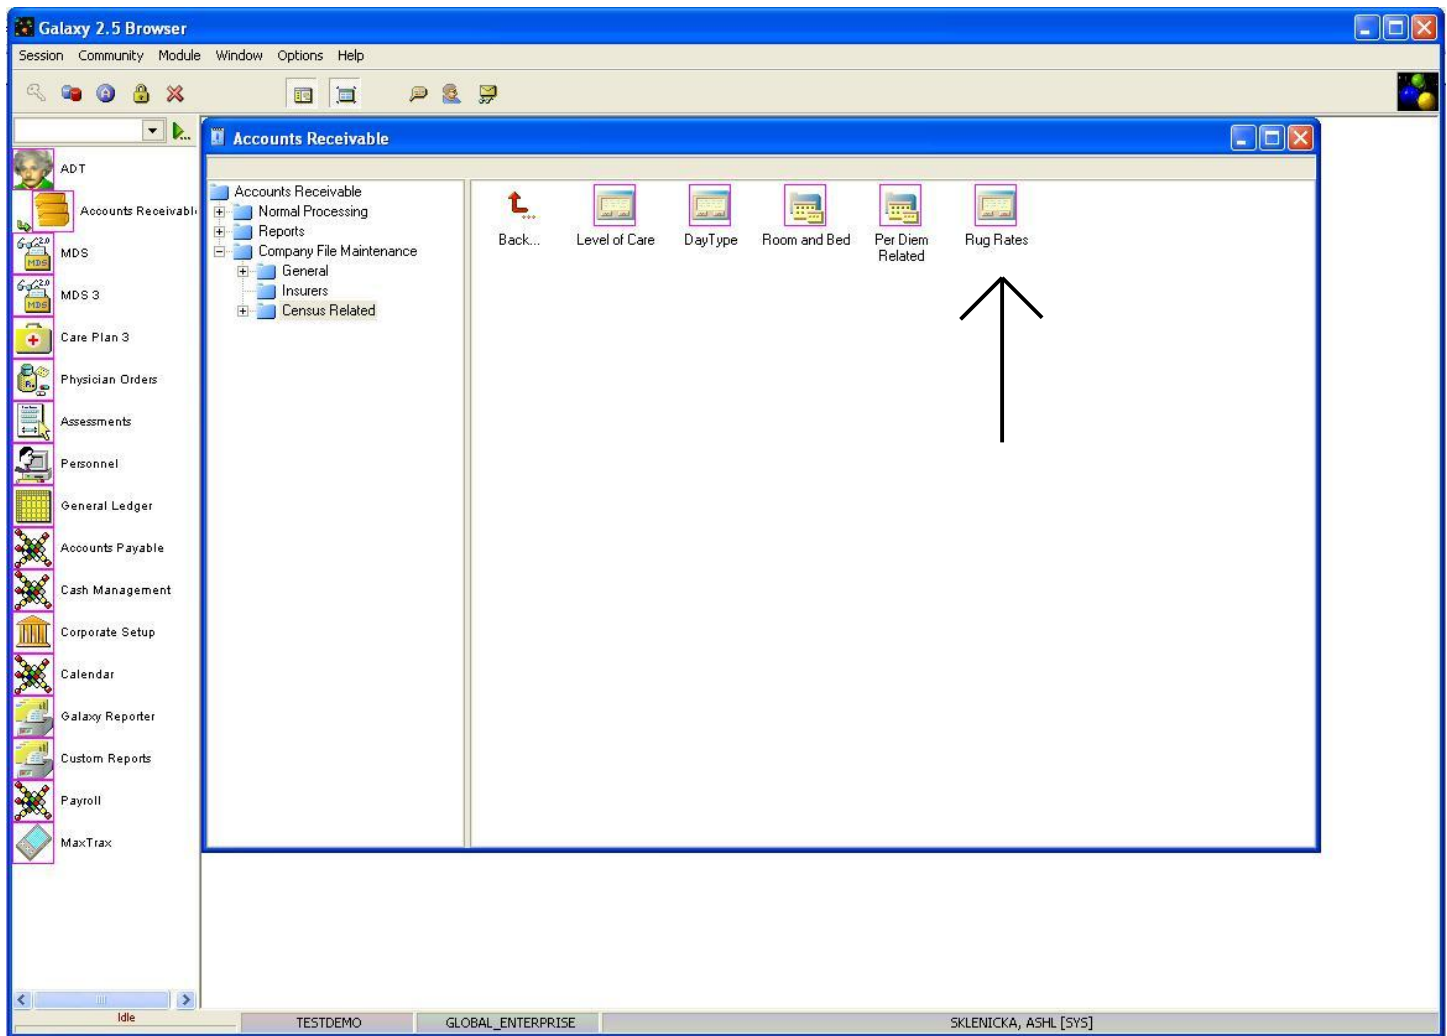 Galaxy 2.5 Browser
Session Community Module Window Options Help
Accounts Receivable
ADT
Accounts Receivabl
MDS
MDS 3
Care Plan 3
Physician Orders
Assessments
Personnel
General Ledger
Accounts Payable
Cash Management
Corporate Setup
Calendar
Galaxy Reporter
Custom Reports
Payroll
MaxTrax
Accounts Receivable
Normal Processing
Reports
Company File Maintenance
General
Insurers
Census Related
Back...
Level of Care
DayType
Room and Bed
Per Diem
Related
Rug Rates
Idle
TESTDEMO
GLOBAL_ENTERPRISE
SKLENICKA, ASHL [SYS]